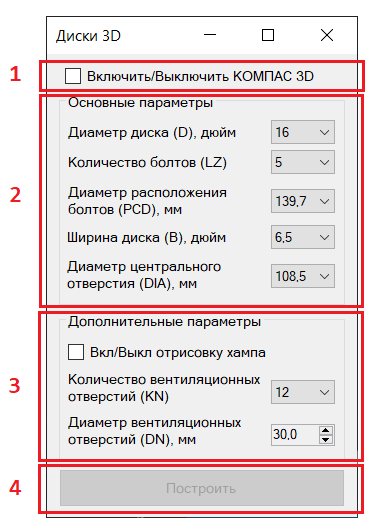 Диски 3D
1
Включить/Выключить КОМПАС 3D
2
Основные параметры
Диаметр диска (D), дюйм
16
Количество болтов (LZ)
5
Диаметр расположения
болтов (PCD), мм
139,7
Ширина диска (B), дюйм
6,5
Диаметр центрального
отверстия (DIA), мм
108,5
3
Дополнительные параметры
Вкл/Выкл отрисовку хампа
Количество вентиляционных
отверстий (KN)
12
Диаметр вентиляционных
отверстий (DN), мм
30,0
4
Построить